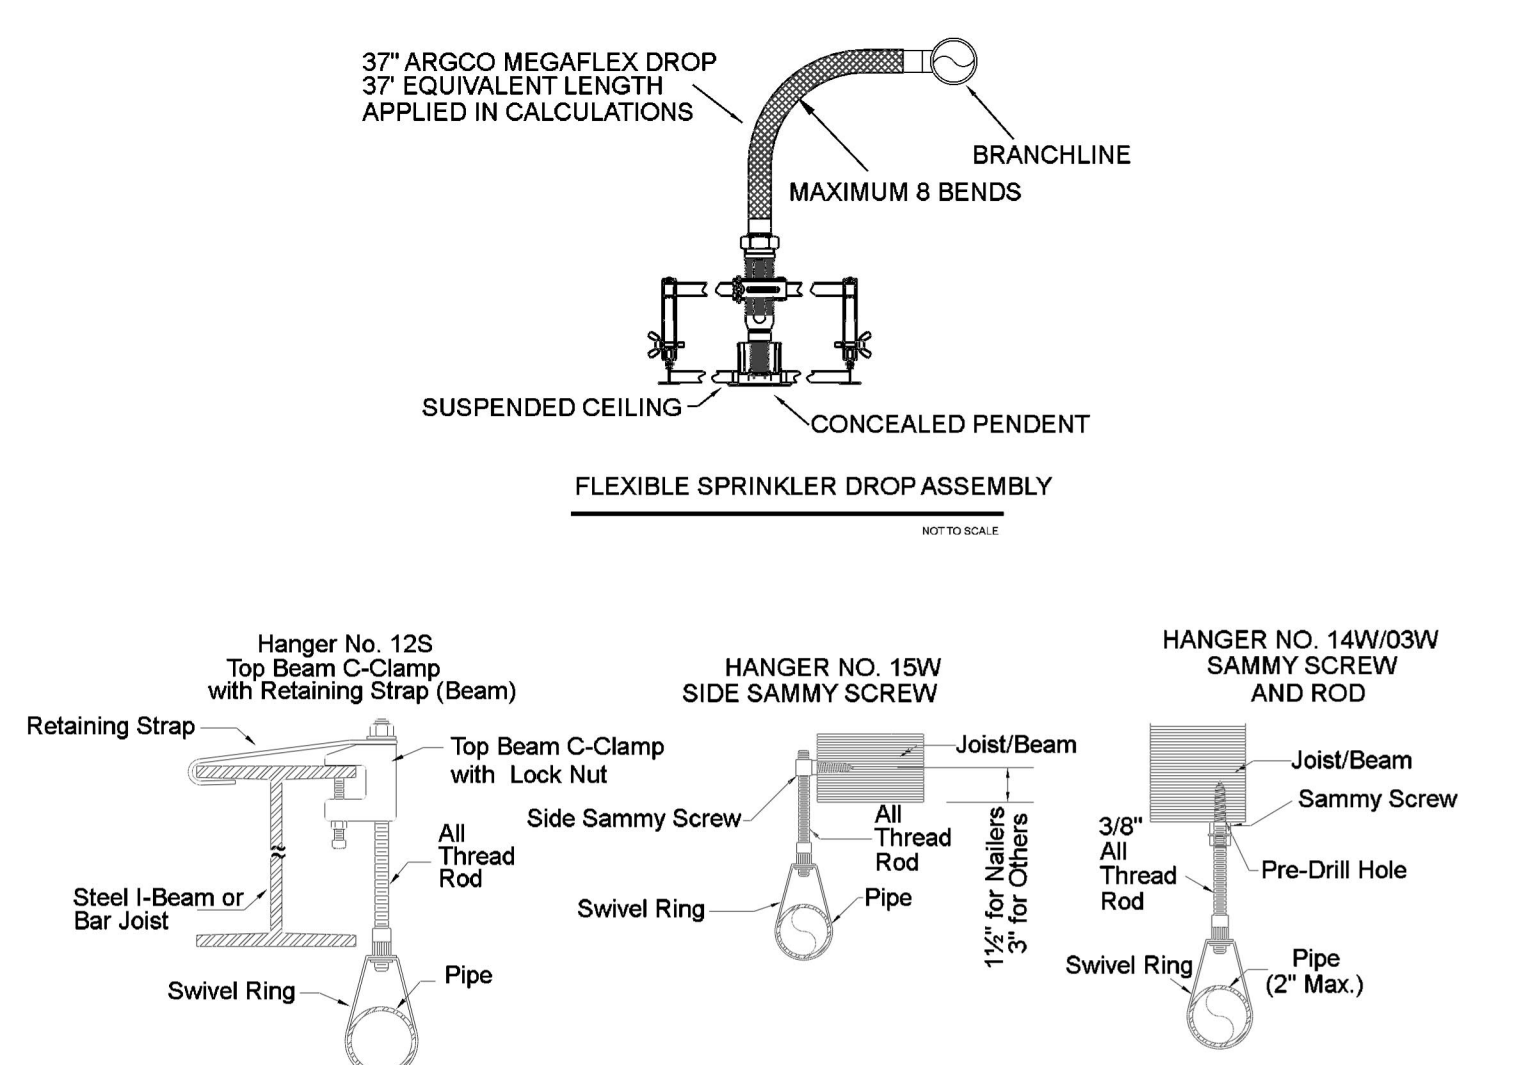 37" ARGCO MEGAFLEX DROP
37' EQUIVALENT LENGTH
APPLIED IN CALCULATIONS
BRANCHLINE
MAXIMUM 8 BENDS
SUSPENDED CEILING
CONCEALED PENDENT
FLEXIBLE SPRINKLER DROP ASSEMBLY
NOT TO SCALE
Hanger No. 12S
Top Beam C-Clamp
with Retaining Strap (Beam)
Retaining Strap
Top Beam C-Clamp
with Lock Nut
All
Thread
Rod
Steel I-Beam or
Bar Joist
Swivel Ring
Pipe
HANGER NO. 15W
SIDE SAMMY SCREW
Joist/Beam
Side Sammy Screw
All
Thread
Rod
1½" for Nailers
3" for Others
Swivel Ring
Pipe
HANGER NO. 14W/03W
SAMMY SCREW
AND ROD
Joist/Beam
Sammy Screw
3/8"
All
Thread
Rod
Pre-Drill Hole
Swivel Ring
Pipe
(2" Max.)